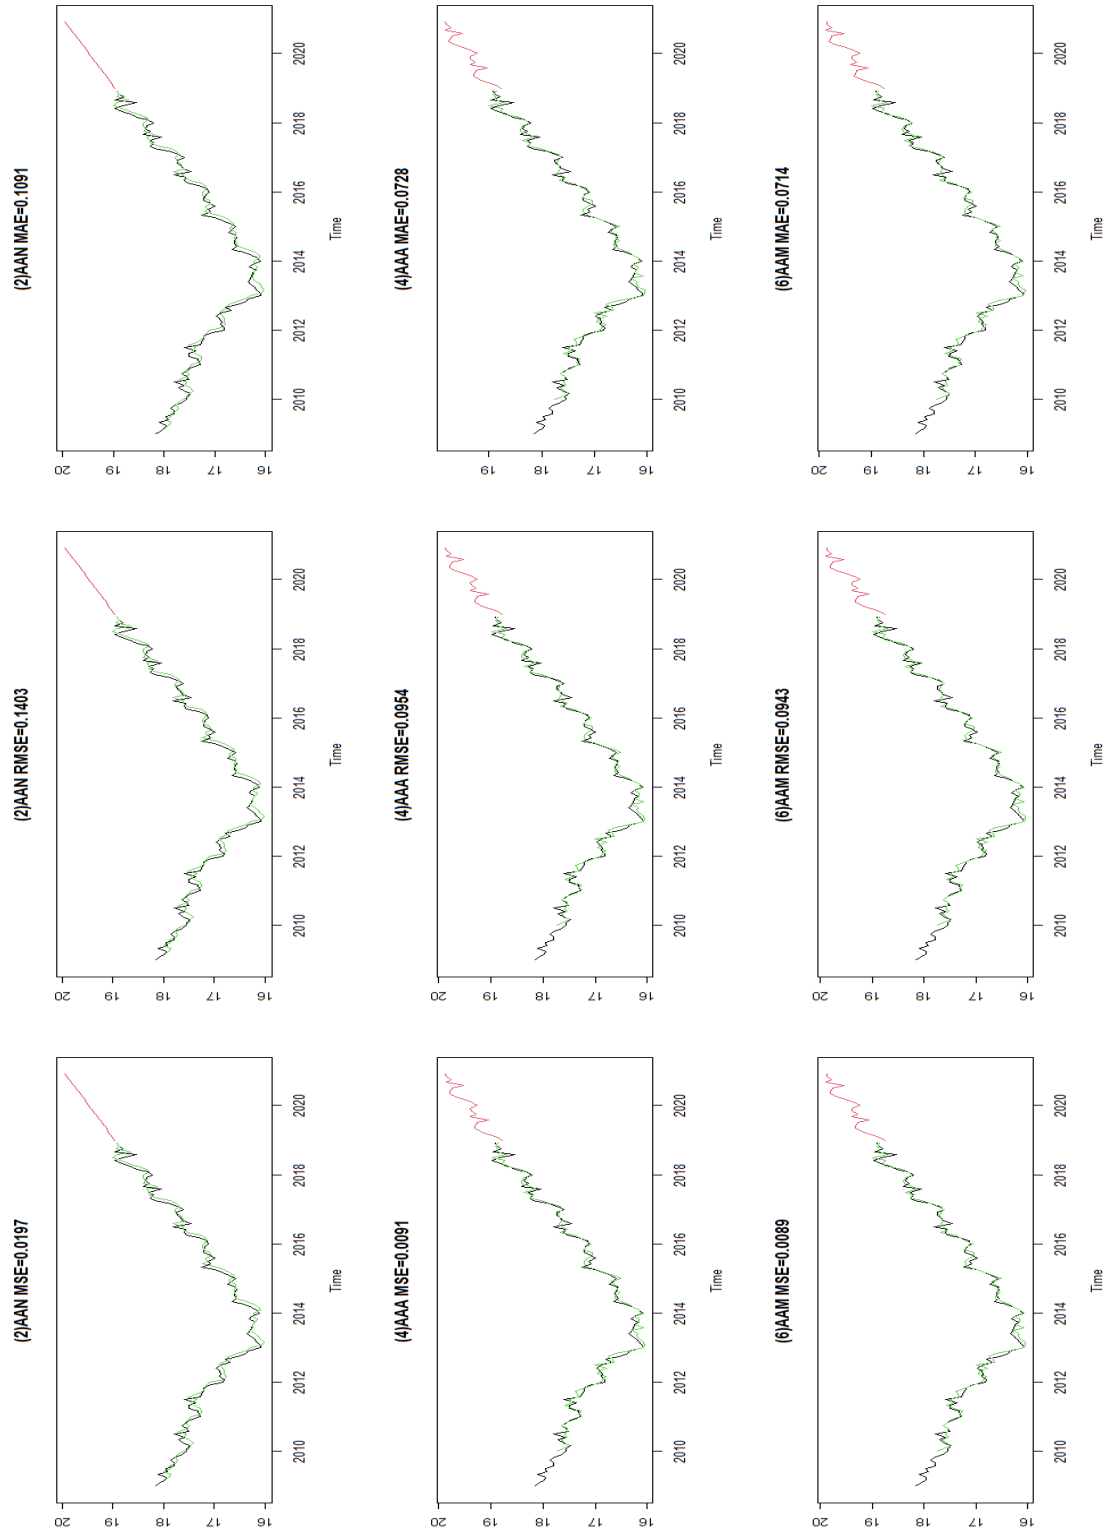 (2)AAN MSE=0.0197
20
19
18
17
16
2010 2012 2014 2016 2018 2020
Time
(2)AAN RMSE=0.1403
20
19
18
17
16
2010 2012 2014 2016 2018 2020
Time
(2)AAN MAE=0.1091
20
19
18
17
16
2010 2012 2014 2016 2018 2020
Time
(4)AAA MSE=0.0091
20
19
18
17
16
2010 2012 2014 2016 2018 2020
Time
(4)AAA RMSE=0.0954
20
19
18
17
16
2010 2012 2014 2016 2018 2020
Time
(4)AAA MAE=0.0728
19
18
17
16
2010 2012 2014 2016 2018 2020
Time
(6)AAM MSE=0.0089
20
19
18
17
16
2010 2012 2014 2016 2018 2020
Time
(6)AAM RMSE=0.0943
20
19
18
17
16
2010 2012 2014 2016 2018 2020
Time
(6)AAM MAE=0.0714
20
19
18
17
16
2010 2012 2014 2016 2018 2020
Time